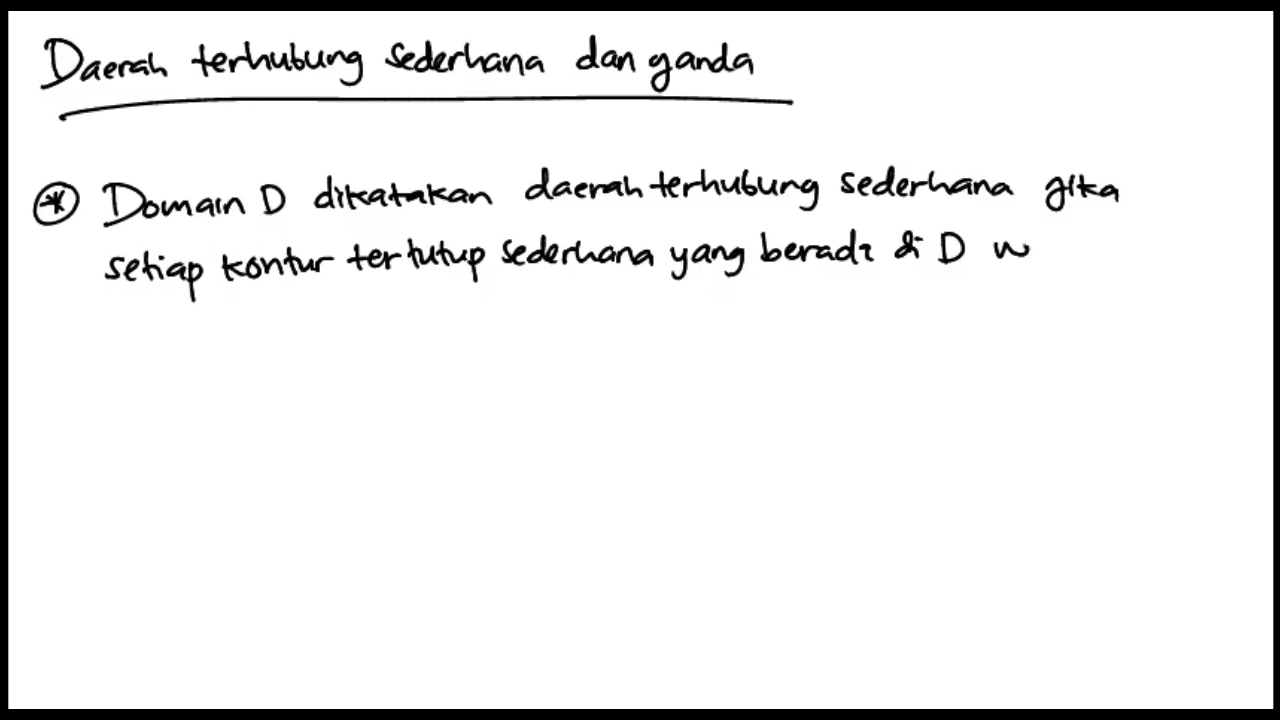 Daerah terhubung sederhana dan ganda
* Domain D dikatakan daerah terhubung sederhana jika
setiap kontur tertutup sederhana yang berada di D